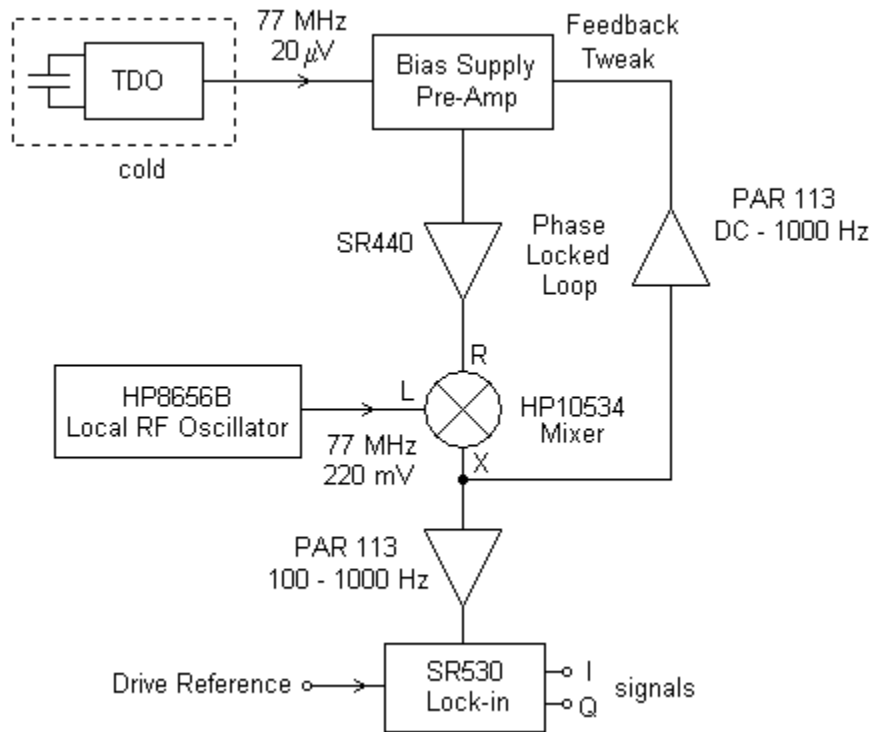 77 MHz
20 μV
Feedback
Tweak
TDO
Bias Supply
Pre-Amp
cold
PAR 113
DC - 1000 Hz
SR440
Phase
Locked
Loop
R
HP8656B
Local RF Oscillator
L
HP10534
Mixer
77 MHz
220 mV
X
PAR 113
100 - 1000 Hz
Drive Reference
SR530
Lock-in
I
Q
signals